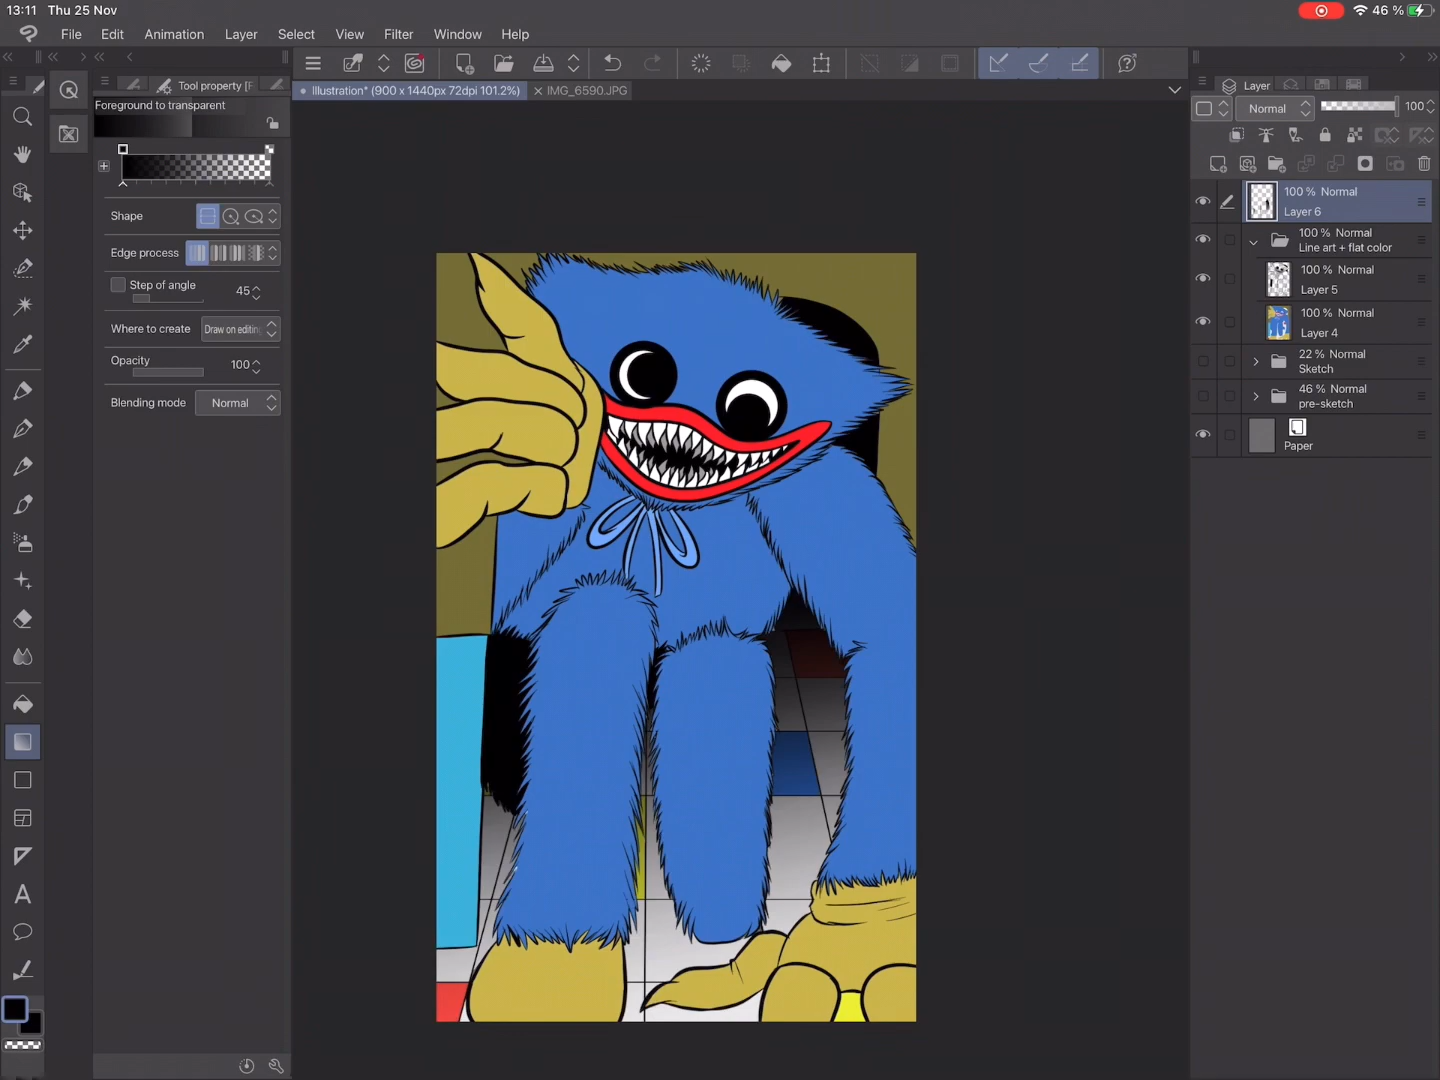 13:11 Thu 25 Nov
46 %
File Edit Animation Layer Select View Filter Window Help
Illustration* (900 x 1440px 72dpi 101.2%)
IMG_6590.JPG
Tool property [F
Foreground to transparent
Shape
Edge process
Step of angle 45
Where to create Draw on editing
Opacity 100
Blending mode Normal
Layer
Normal 100
100 % Normal
Layer 6
100 % Normal
Line art + flat color
100 % Normal
Layer 5
100 % Normal
Layer 4
22 % Normal
Sketch
46 % Normal
pre-sketch
Paper